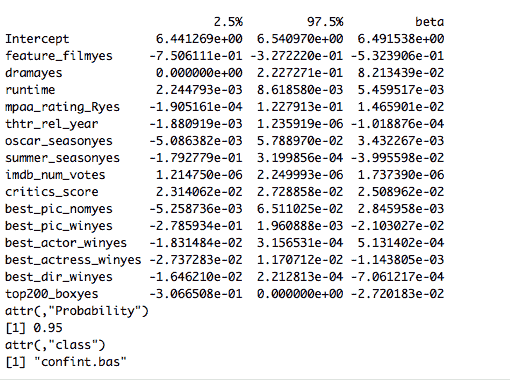 2.5% 97.5% beta
Intercept 6.441269e+00 6.540970e+00 6.491538e+00
feature_filmyes -7.506111e-01 -3.272220e-01 -5.323906e-01
dramayes 0.000000e+00 2.227271e-01 8.213439e-02
runtime 2.244793e-03 8.618580e-03 5.459517e-03
mpaa_rating_Ryes -1.905161e-04 1.227913e-01 1.465901e-02
thtr_rel_year -1.880919e-03 1.235919e-06 -1.018876e-04
oscar_seasonyes -5.086382e-03 5.788970e-02 3.432267e-03
summer_seasonyes -1.792779e-01 3.199856e-04 -3.995598e-02
imdb_num_votes 1.214750e-06 2.249993e-06 1.737390e-06
critics_score 2.314062e-02 2.728858e-02 2.508962e-02
best_pic_nomyes -5.258736e-03 6.511025e-02 2.845958e-03
best_pic_winyes -2.785934e-01 1.960888e-03 -2.103027e-02
best_actor_winyes -1.831484e-02 3.156531e-04 5.131402e-04
best_actress_winyes -2.737283e-02 1.170712e-02 -1.143805e-03
best_dir_winyes -1.646210e-02 2.212813e-04 -7.061217e-04
top200_boxyes -3.066508e-01 0.000000e+00 -2.720183e-02
attr(,"Probability")
[1] 0.95
attr(,"class")
[1] "confint.bas"